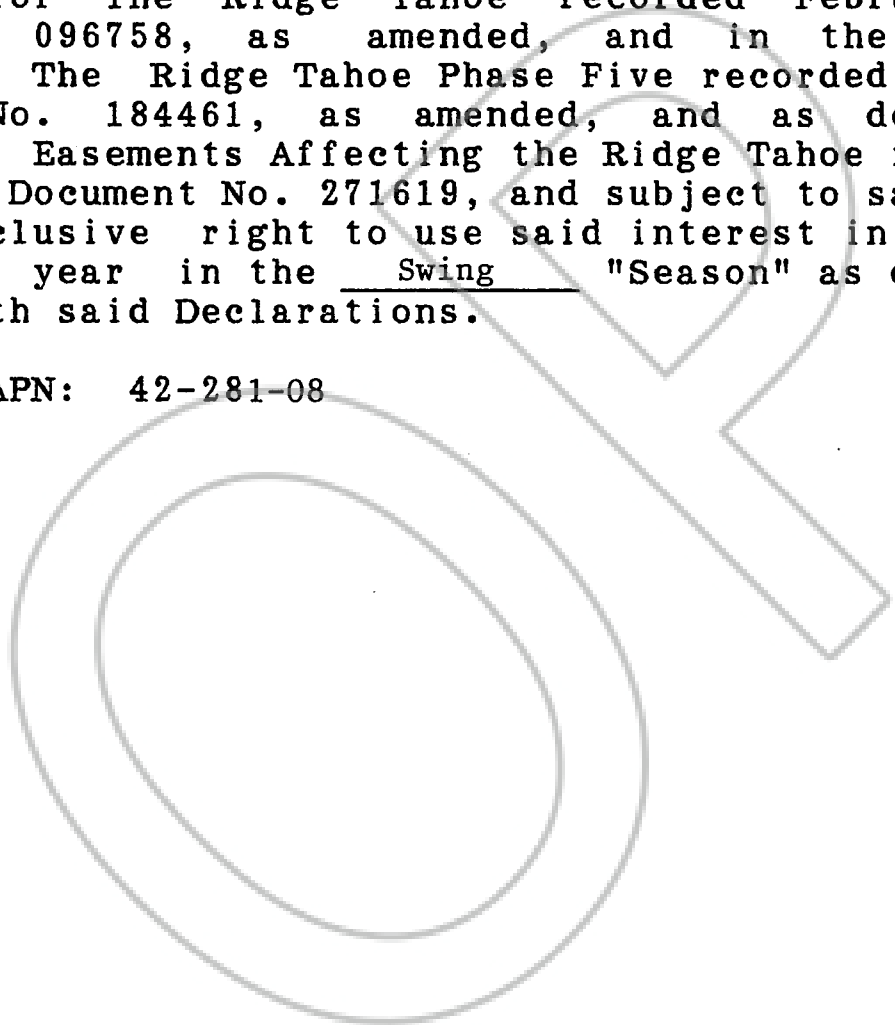 The Ridge Tahoe recorded
096758, as amended, and in the
The Ridge Tahoe Phase Five recorded
No. 184461, as amended, and as
Easements Affecting the Ridge Tahoe
Document No. 271619, and subject to
right to use said interest in
year in the Swing "Season" as
said Declarations.
APN: 42-281-08
OP